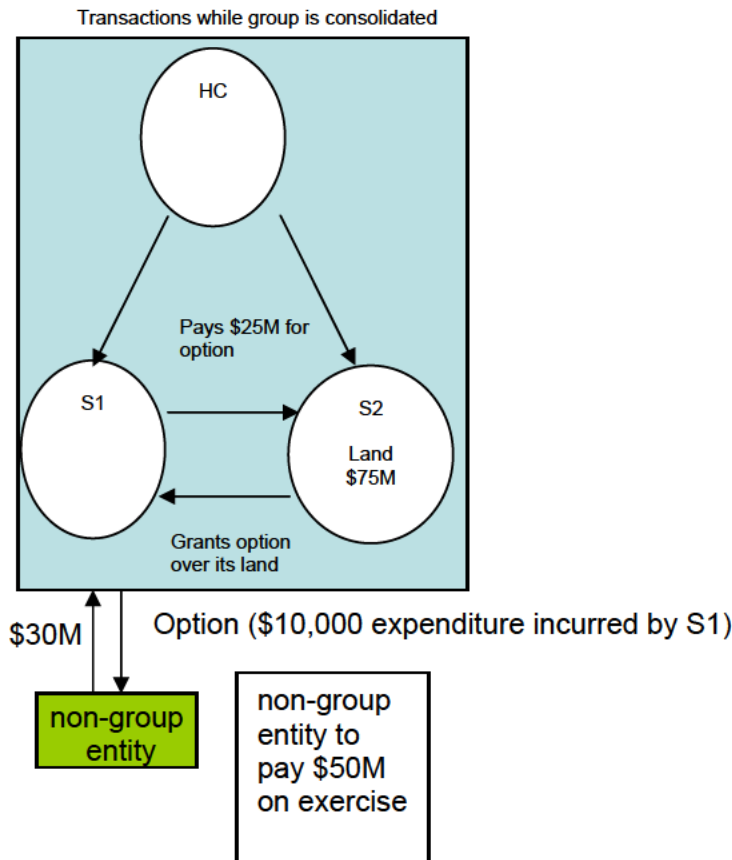 Transactions while group is consolidated
HC
Pays $25M for
option
S1
S2
Land
$75M
Grants option
over its land
$30M
Option ($10,000 expenditure incurred by S1)
non-group
entity
non-group
entity to
pay $50M
on exercise